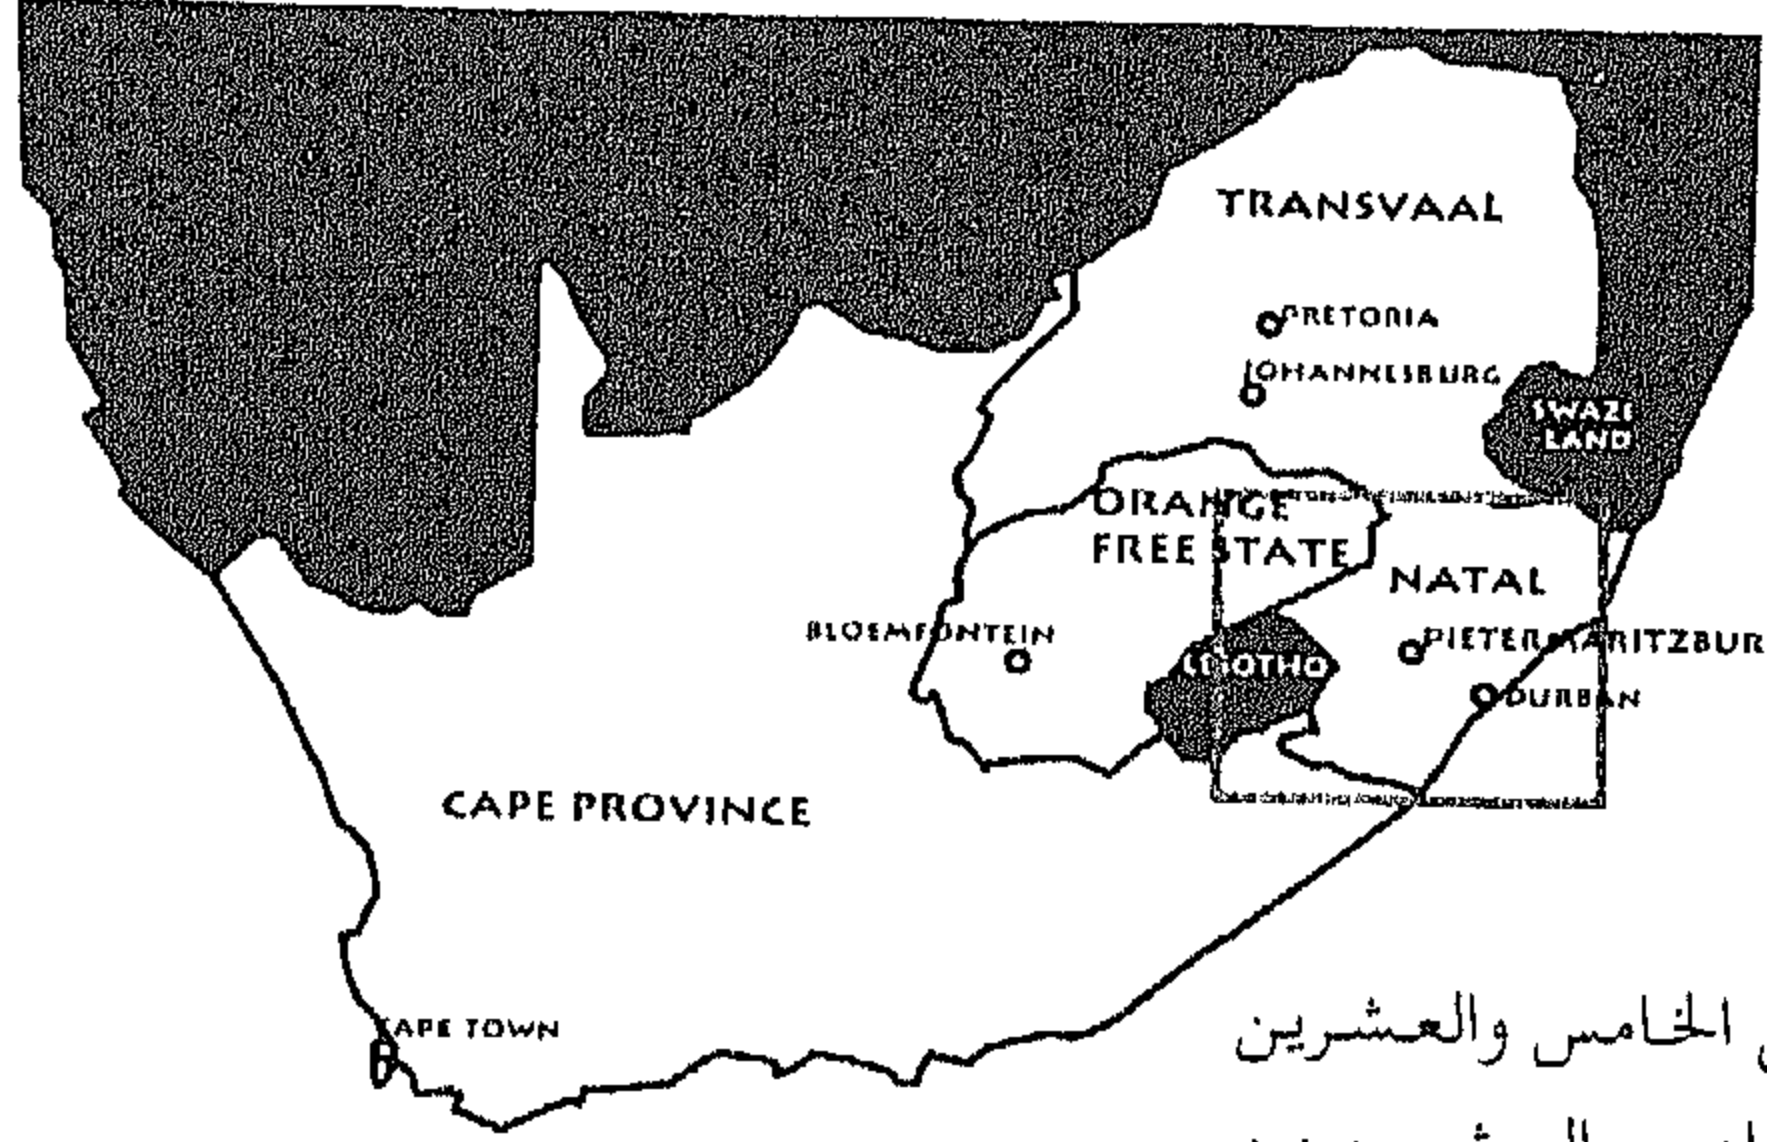 TRANSVAAL
PRETORIA
JOHANNESBURG
SWAZI
LAND
ORANGE
FREE STATE
NATAL
BLOEMFONTEIN
PIETERMARITZBUR
LESOTHO
DURBAN
CAPE PROVINCE
CAPE TOWN
الخامس والعشرين